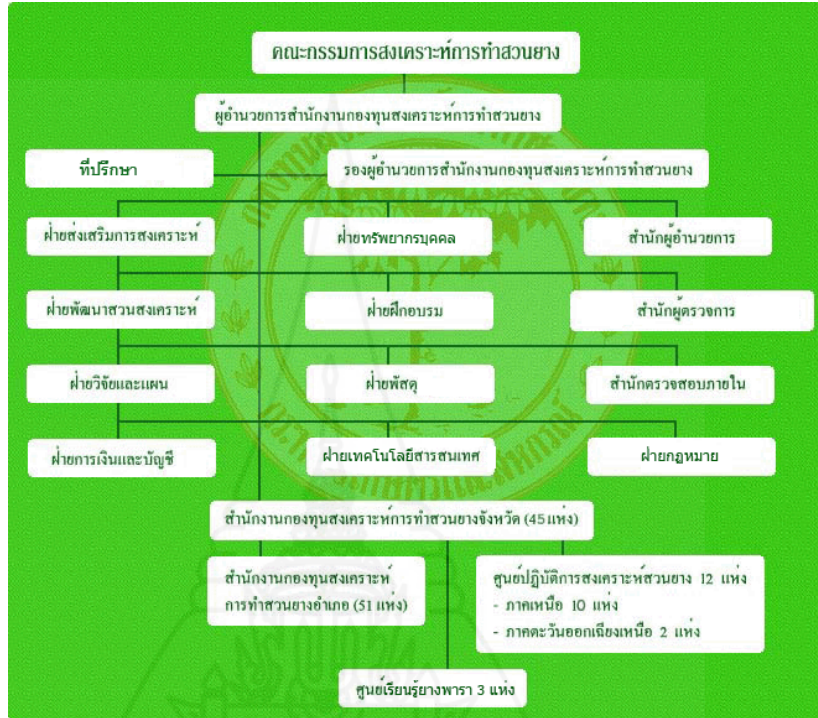 คณะกรรมการสงเคราะห์การทำสวนยาง
ผู้อำนวยการสำนักงานกองทุนสงเคราะห์การทำสวนยาง
ที่ปรึกษา
รองผู้อำนวยการสำนักงานกองทุนสงเคราะห์การทำสวนยาง
ฝ่ายส่งเสริมการสงเคราะห์
ฝ่ายทรัพยากรบุคคล
สำนักผู้อำนวยการ
ฝ่ายพัฒนาสวนสงเคราะห์
ฝ่ายฝึกอบรม
สำนักผู้ตรวจการ
ฝ่ายวิจัยและแผน
ฝ่ายพัสดุ
สำนักตรวจสอบภายใน
ฝ่ายการเงินและบัญชี
ฝ่ายเทคโนโลยีสารสนเทศ
ฝ่ายกฎหมาย
สำนักงานกองทุนสงเคราะห์การทำสวนยางจังหวัด (45 แห่ง)
สำนักงานกองทุนสงเคราะห์
การทำสวนยางอำเภอ (51 แห่ง)
ศูนย์ปฏิบัติการสงเคราะห์สวนยาง 12 แห่ง
- ภาคเหนือ 10 แห่ง
- ภาคตะวันออกเฉียงเหนือ 2 แห่ง
ศูนย์เรียนรู้ยางพารา 3 แห่ง